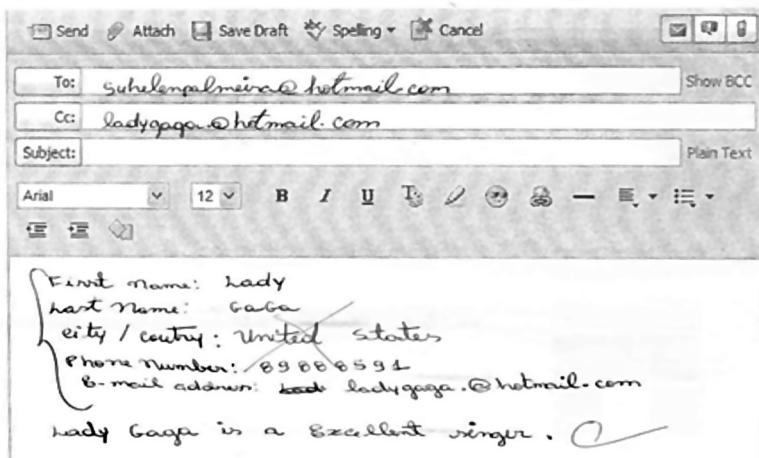 Send Attach Save Draft Spelling Cancel
To: suhelenpalmeira@hotmail.com Show BCC
Cc: ladygaga.@hotmail.com
Subject: Plain Text
Arial 12 B I U T
First name: Lady
Last Name: GaGa
city / coutry: United States
Phone Number: 89888591
E-mail address: ladygaga.@hotmail.com
Lady Gaga is a Excellent singer.